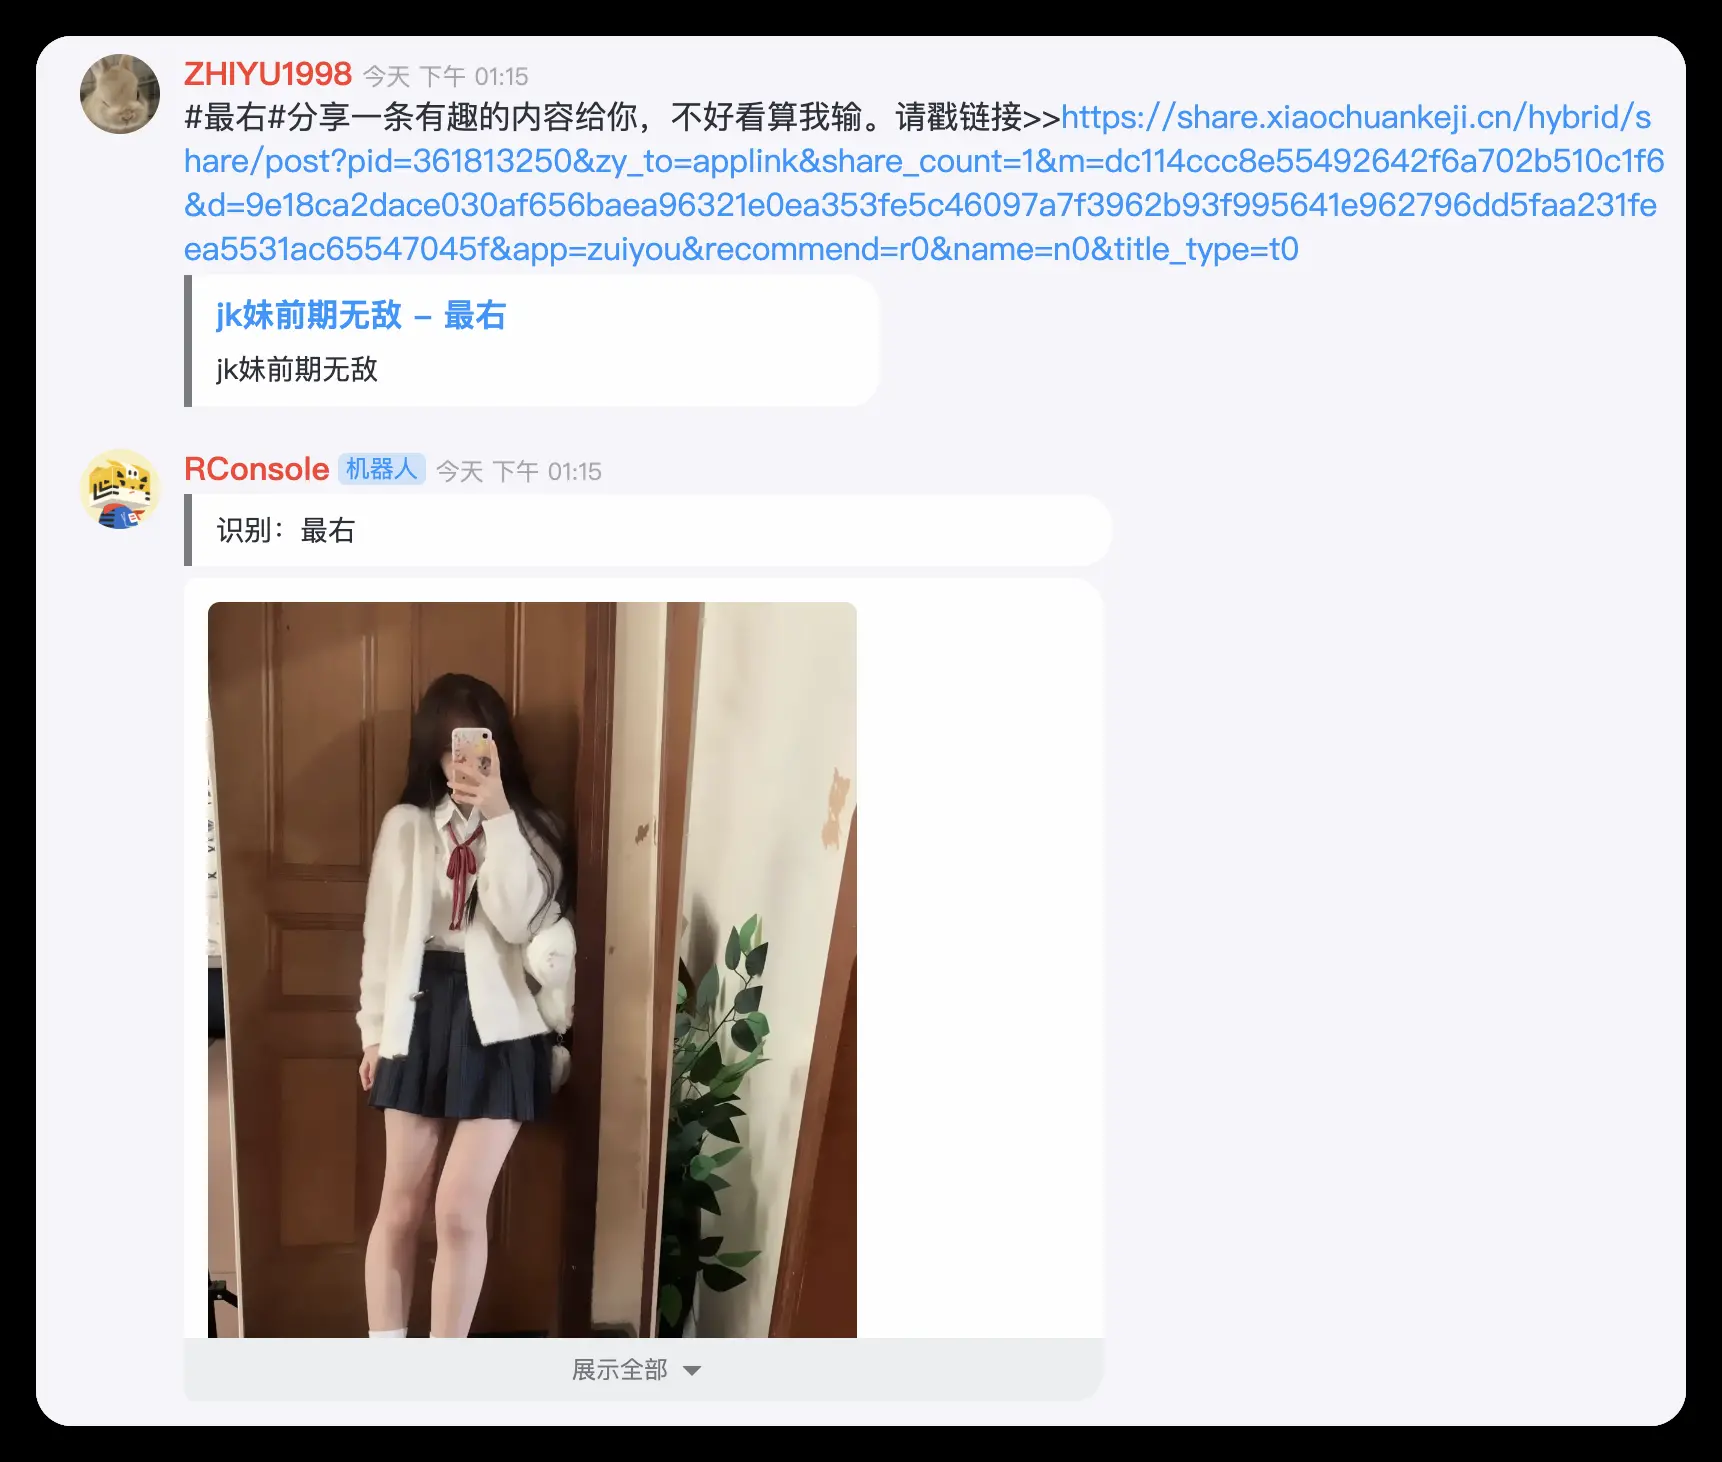 ZHIYU1998 今天 下午 01:15
#最右#分享一条有趣的内容给你，不好看算我输。请戳链接>>https://share.xiaochuankeji.cn/hybrid/s
hare/post?pid=361813250&zy_to=applink&share_count=1&m=dc114ccc8e55492642f6a702b510c1f6
&d=9e18ca2dace030af656baea96321e0ea353fe5c46097a7f3962b93f995641e962796dd5faa231fe
ea5531ac65547045f&app=zuiyou&recommend=r0&name=n0&title_type=t0
jk妹前期无敌 – 最右
jk妹前期无敌
RConsole 机器人 今天 下午 01:15
识别：最右
展示全部